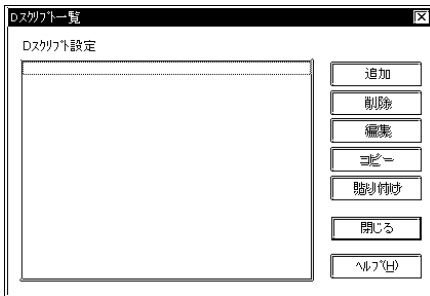 Dｽｸﾘﾌﾟﾄ一覧
Dｽｸﾘﾌﾟﾄ設定
追加
削除
編集
コピー
貼り付け
閉じる
ﾍﾙﾌﾟ(H)